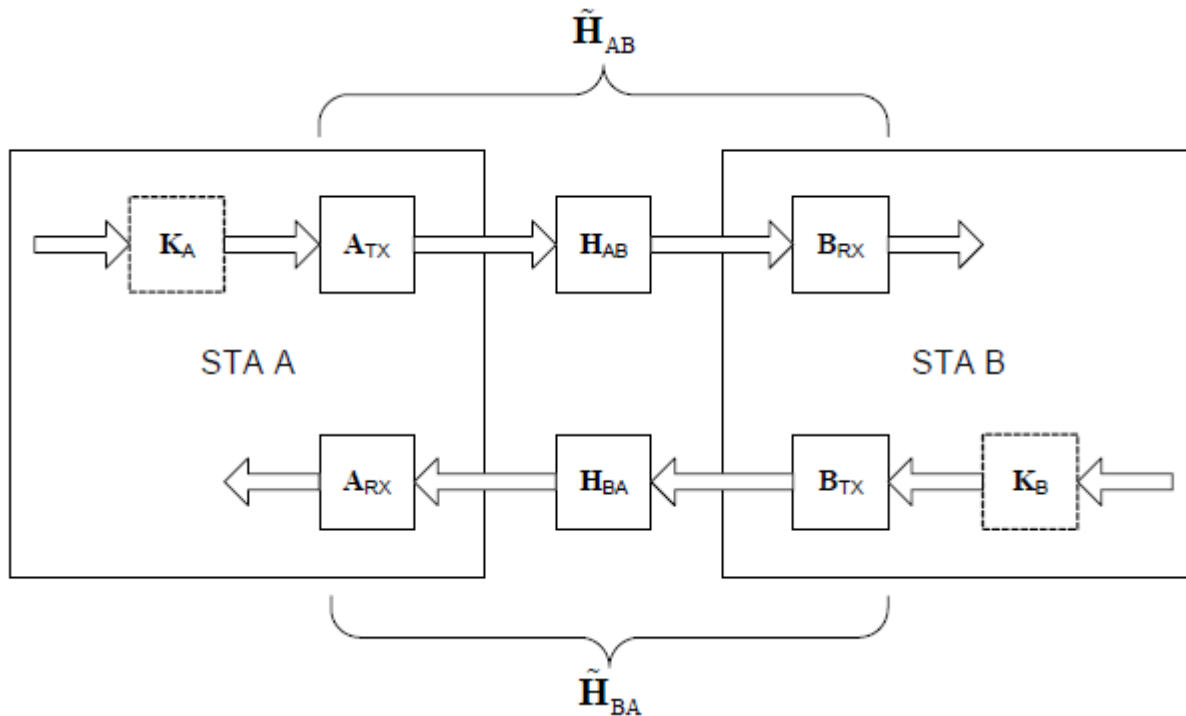 H̃AB
KA
ATX
HAB
BRX
STA A
STA B
ARX
HBA
BTX
KB
H̃BA